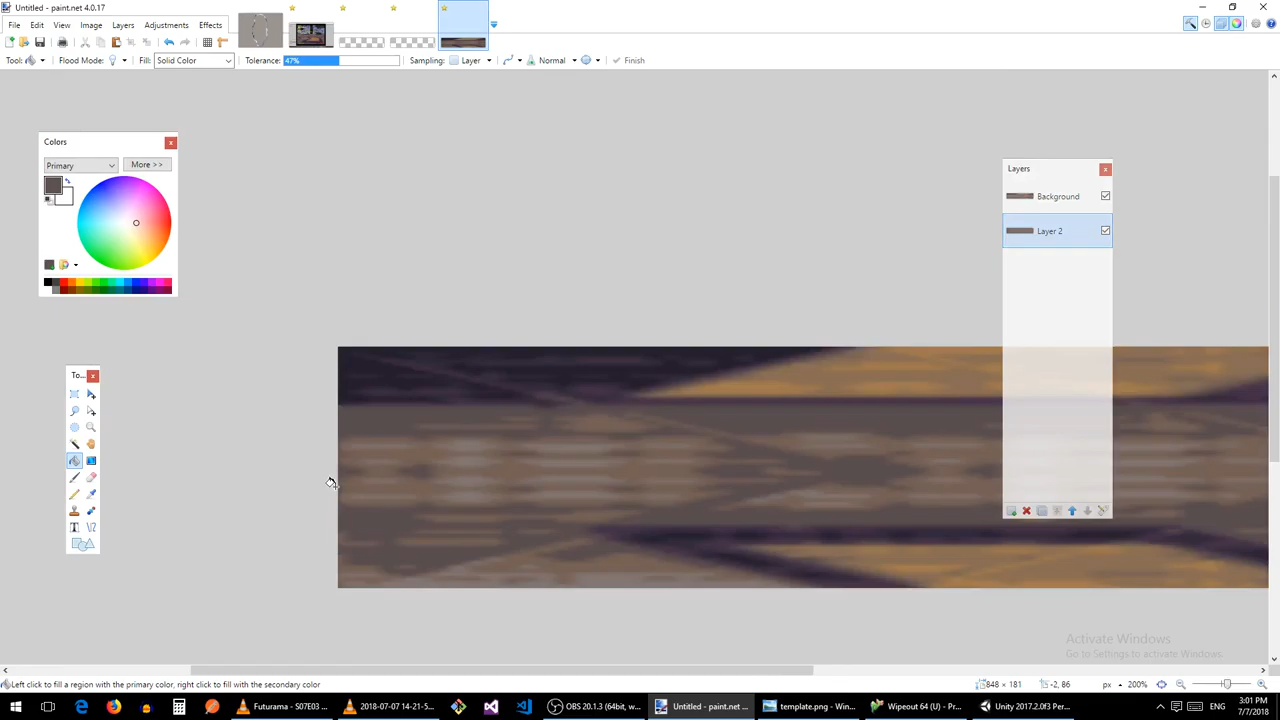 Untitled - paint.net 4.0.17
File Edit View Image Layers Adjustments Effects
Tool: Flood Mode: Fill: Solid Color Tolerance: 47% Sampling: Layer Normal Finish
Colors
Primary
More >>
Layers
Background
Layer 2
To...
Activate Windows
Go to Settings to activate Windows.
Left click to fill a region with the primary color, right click to fill with the secondary color
848 × 181
-2, 86
px
200%
Futurama - S07E03 ...
2018-07-07 14-21-5...
OBS 20.1.3 (64bit, w...
Untitled - paint.net ...
template.png - Win...
Wipeout 64 (U) - Pr...
Unity 2017.2.0f3 Pers...
ENG
3:01 PM
7/7/2018